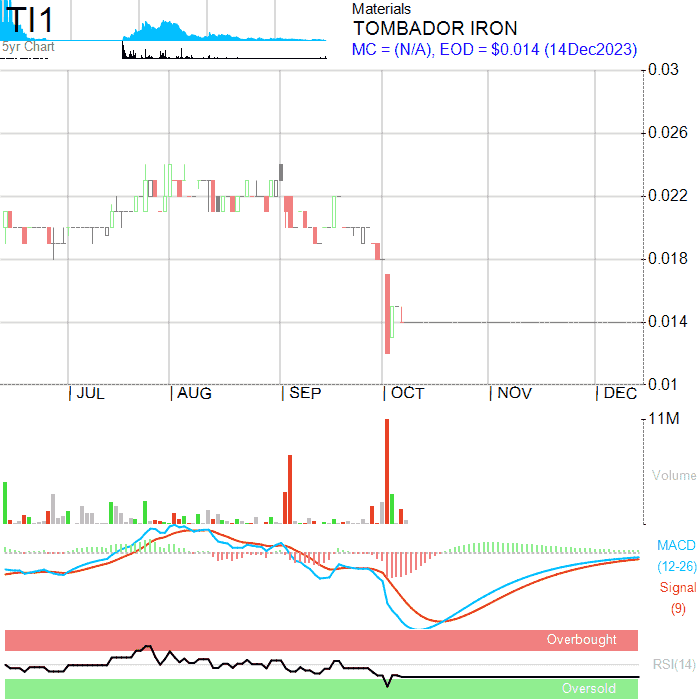 TI1
5yr Chart
Materials
TOMBADOR IRON
MC = (N/A), EOD = $0.014 (14Dec2023)
0.03
0.026
0.022
0.018
0.014
0.01
JUL AUG SEP OCT NOV DEC
11M
Volume
MACD
(12-26)
Signal
(9)
Overbought
RSI(14)
Oversold